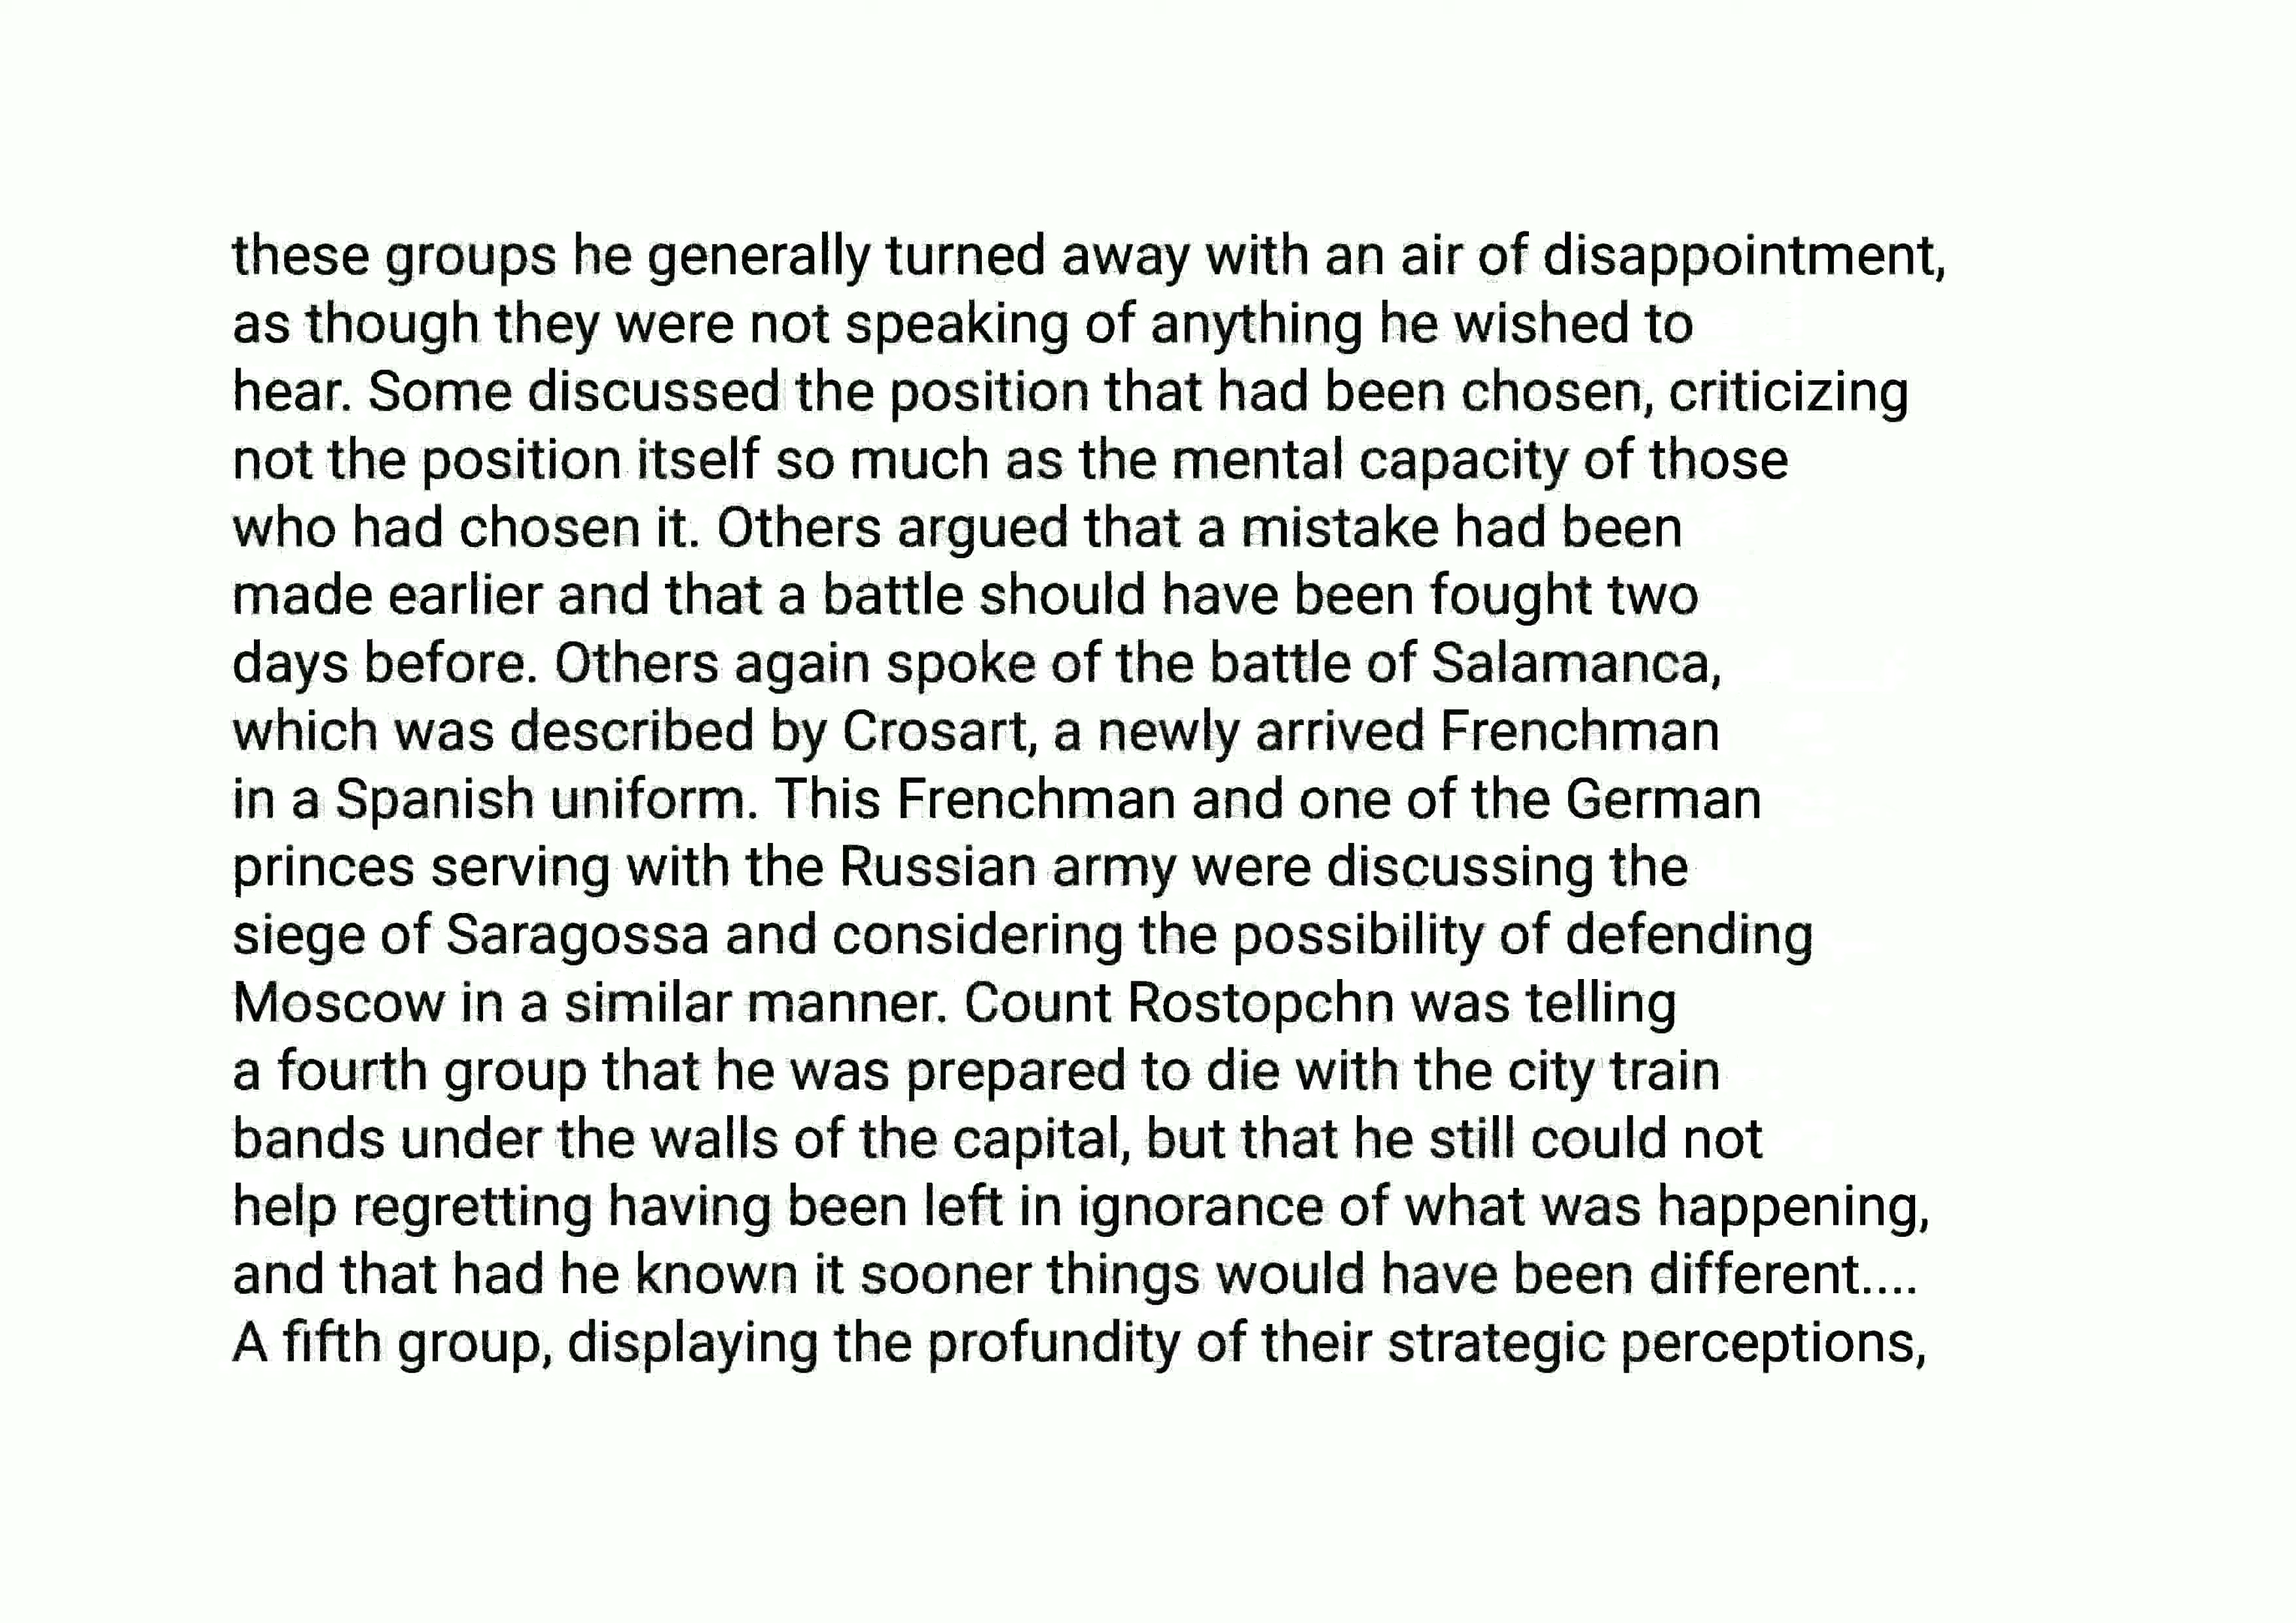 these groups he generally turned away with an air of disappointment,
as though they were not speaking of anything he wished to
hear. Some discussed the position that had been chosen, criticizing
not the position itself so much as the mental capacity of those
who had chosen it. Others argued that a mistake had been
made earlier and that a battle should have been fought two
days before. Others again spoke of the battle of Salamanca,
which was described by Crosart, a newly arrived Frenchman
in a Spanish uniform. This Frenchman and one of the German
princes serving with the Russian army were discussing the
siege of Saragossa and considering the possibility of defending
Moscow in a similar manner. Count Rostopchn was telling
a fourth group that he was prepared to die with the city train
bands under the walls of the capital, but that he still could not
help regretting having been left in ignorance of what was happening,
and that had he known it sooner things would have been different....
A fifth group, displaying the profundity of their strategic perceptions,